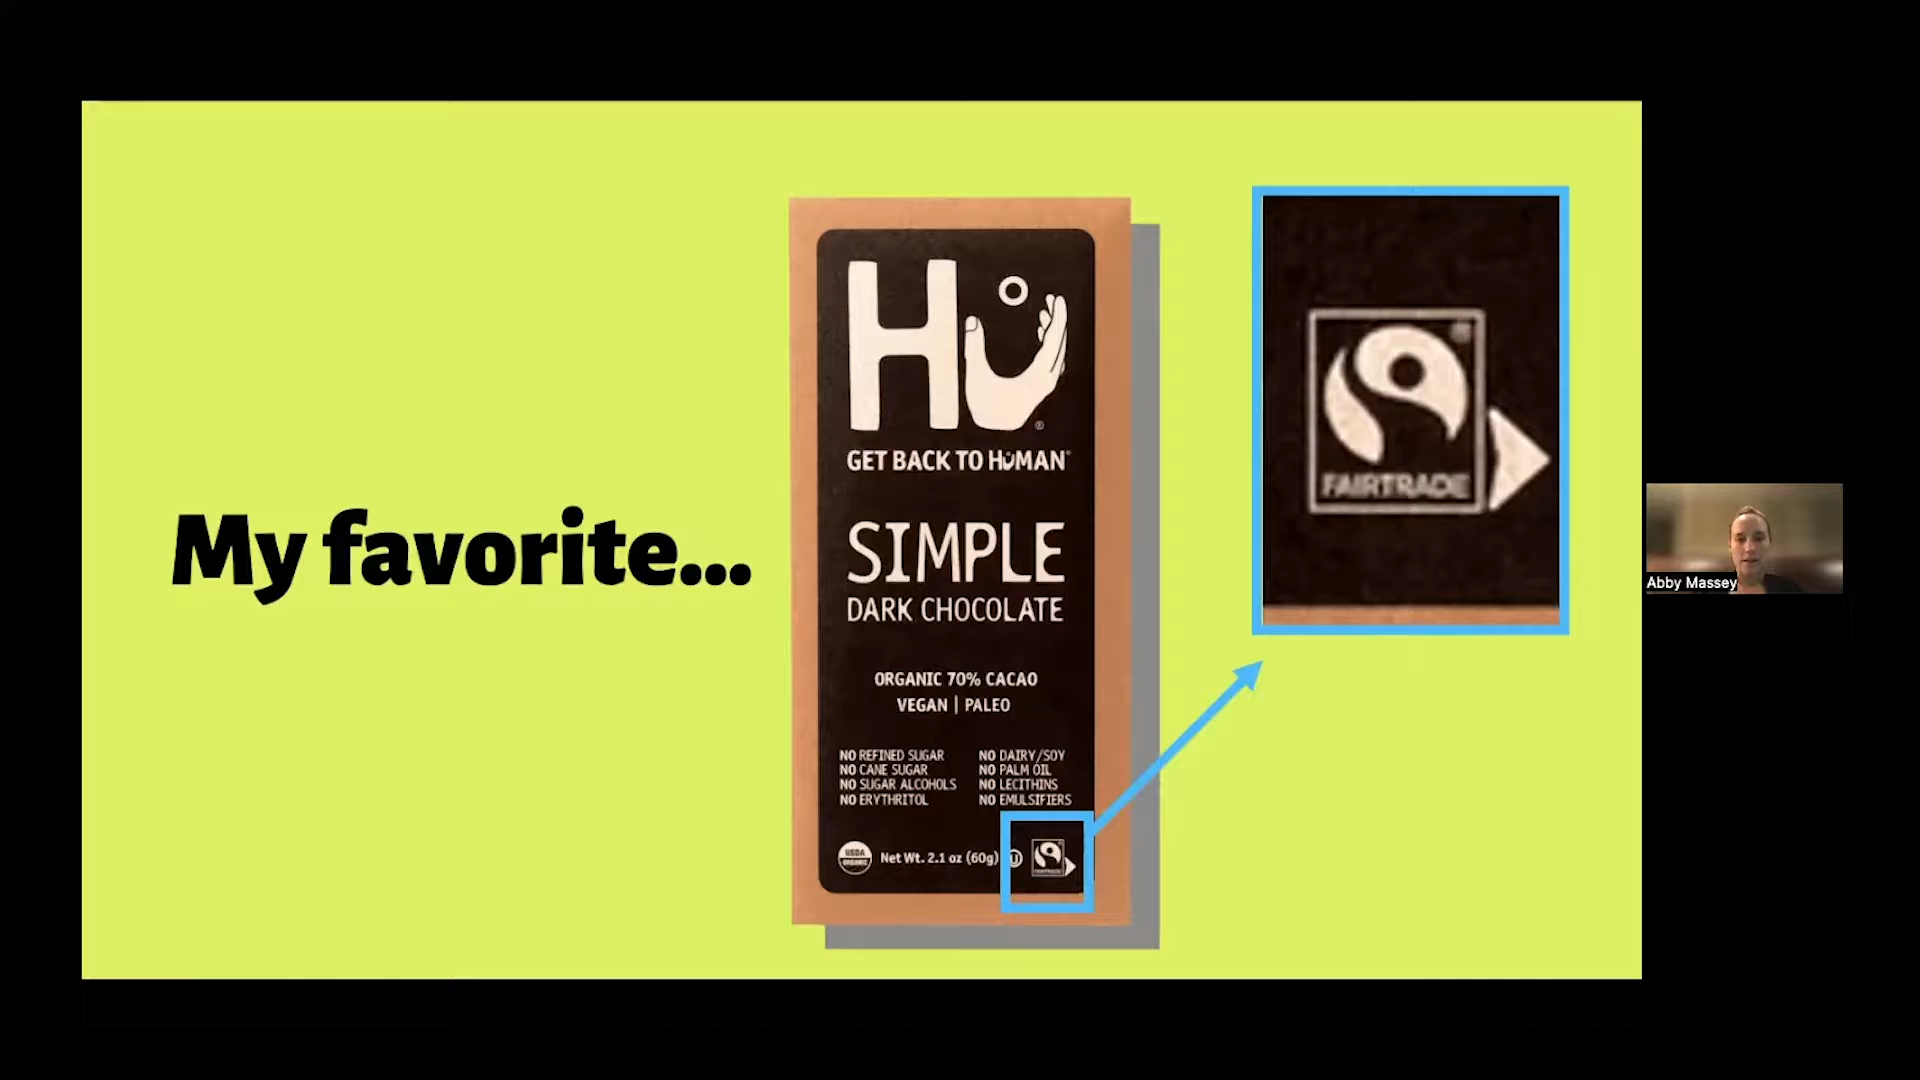 My favorite...
Hu
®
GET BACK TO HUMAN
SIMPLE
DARK CHOCOLATE
ORGANIC 70% CACAO
VEGAN | PALEO
NO REFINED SUGAR
NO CANE SUGAR
NO SUGAR ALCOHOLS
NO ERYTHRITOL
NO DAIRY/SOY
NO PALM OIL
NO LECITHINS
NO EMULSIFIERS
USDA
ORGANIC
Net Wt. 2.1 oz (60g)
U
FAIRTRADE
®
FAIRTRADE
Abby Massey